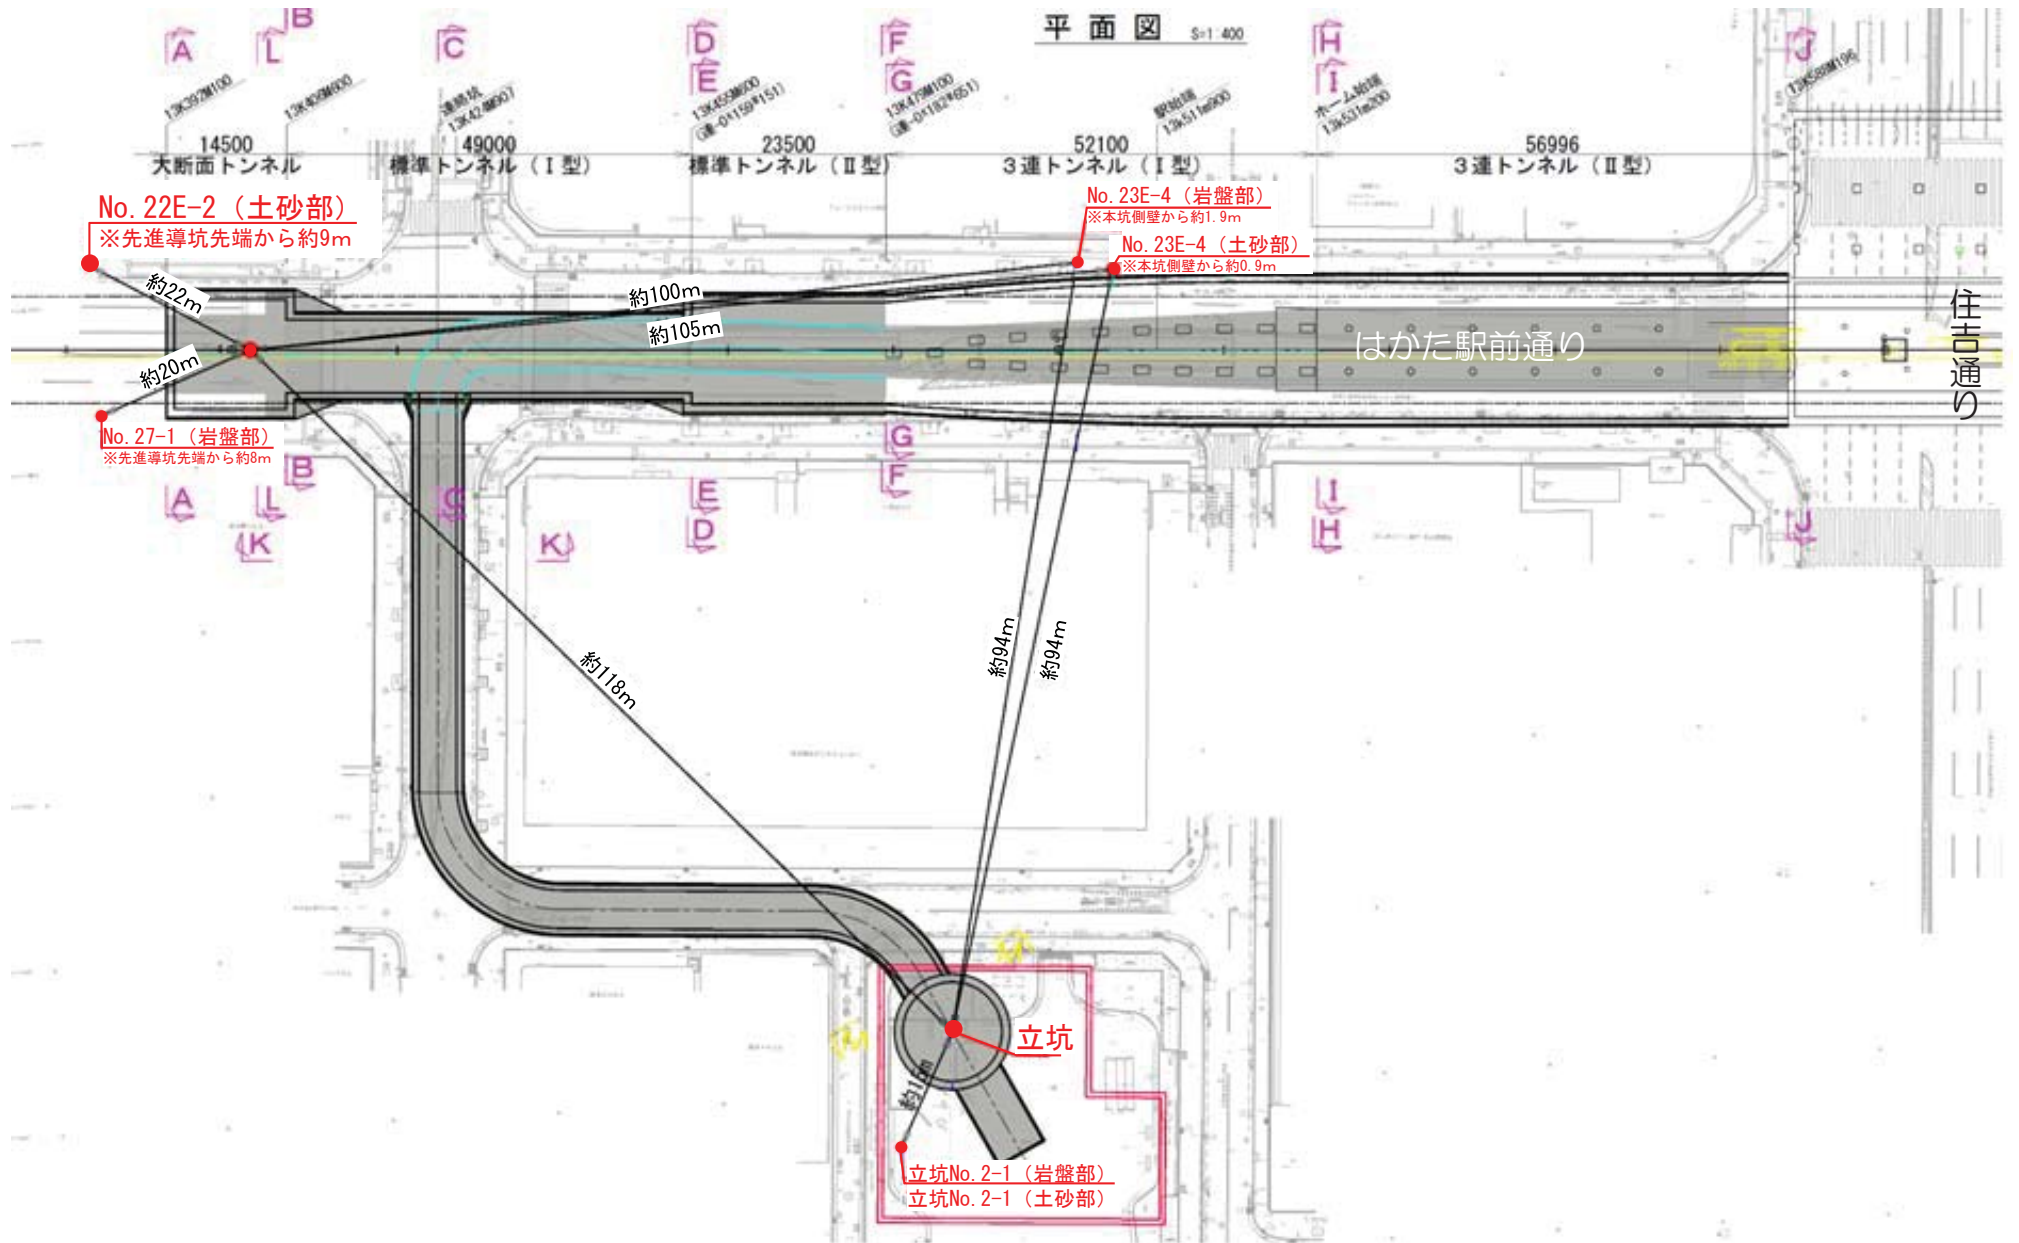 平面図 S=1:400
A
L
B
C
D
E
F
G
H
I
J
13K392M100
13K409M600
連絡坑
13K424M907
13K455M600
13K479M100
駅始端
13k511m900
ホーム始端
13k531m200
13K588M196
14500
大断面トンネル
49000
標準トンネル(Ⅰ型)
23500
標準トンネル(Ⅱ型)
52100
3連トンネル(Ⅰ型)
56996
3連トンネル(Ⅱ型)
No.22E-2(土砂部)
※先進導坑先端から約9m
No.23E-4(岩盤部)
※本坑側壁から約1.9m
No.23E-4(土砂部)
※本坑側壁から約0.9m
約22m
約100m
約105m
約20m
はかた駅前通り
住吉通り
No.27-1(岩盤部)
※先進導坑先端から約8m
A
L
B
C
G
F
E
D
I
H
J
K
K
約118m
約94m
約94m
立坑
立坑No.2-1(岩盤部)
立坑No.2-1(土砂部)